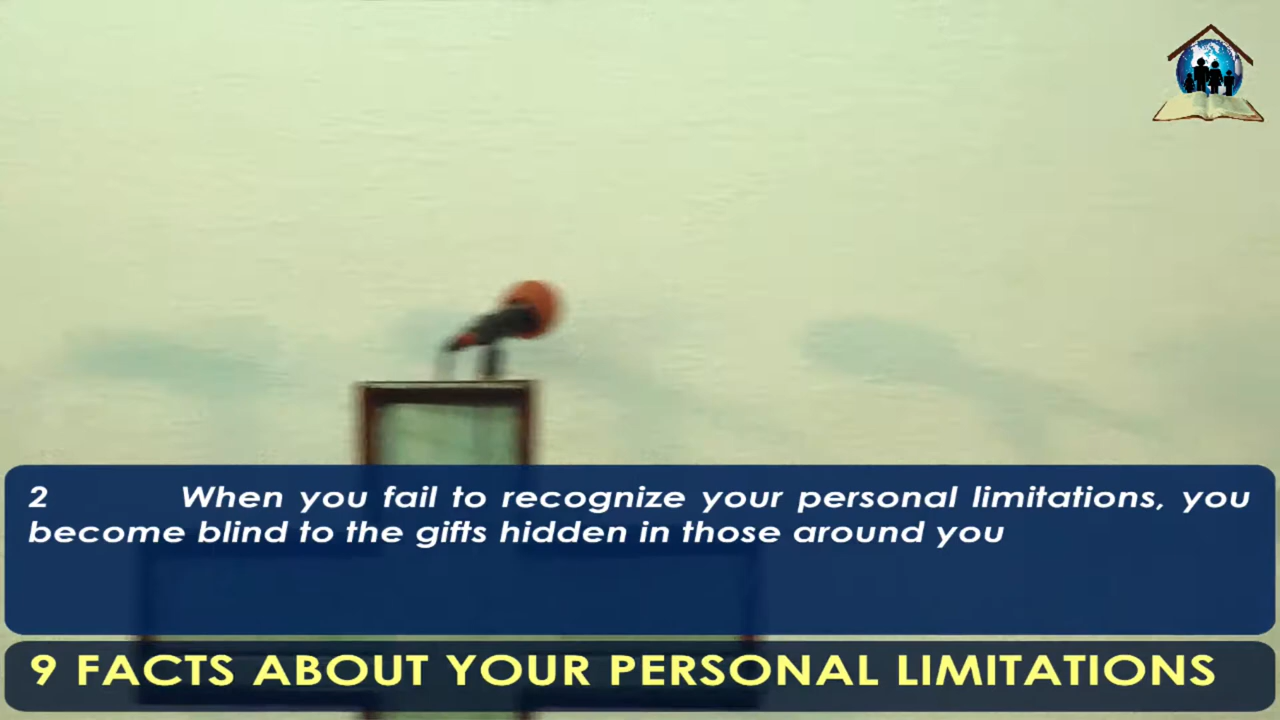 2 When you fail to recognize your personal limitations, you
become blind to the gifts hidden in those around you
9 FACTS ABOUT YOUR PERSONAL LIMITATIONS